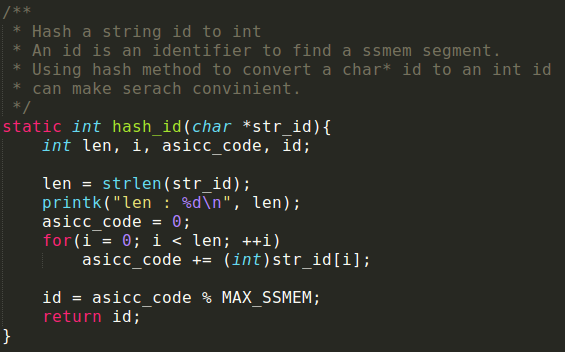 /**
 * Hash a string id to int
 * An id is an identifier to find a ssmem segment.
 * Using hash method to convert a char* id to an int id
 * can make serach convinient.
 */
static int hash_id(char *str_id){
    int len, i, asicc_code, id;

    len = strlen(str_id);
    printk("len : %d\n", len);
    asicc_code = 0;
    for(i = 0; i < len; ++i)
        asicc_code += (int)str_id[i];

    id = asicc_code % MAX_SSMEM;
    return id;
}